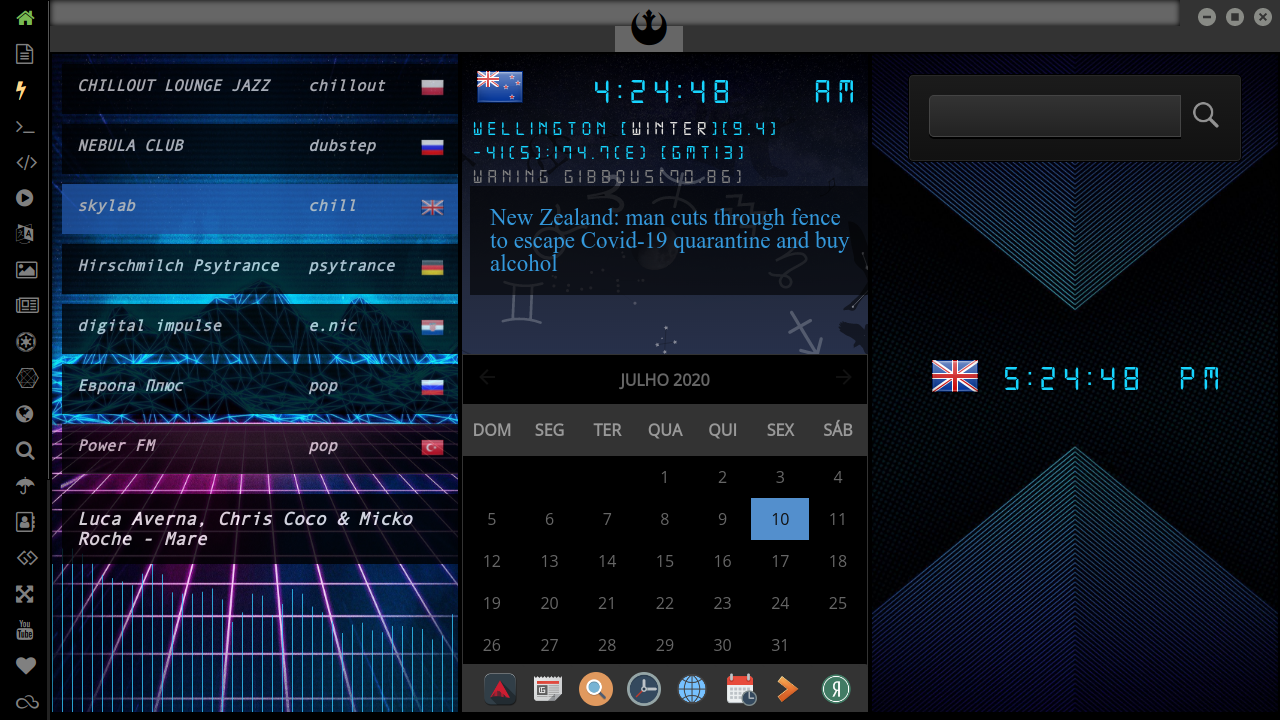 CHILLOUT LOUNGE JAZZ chillout
NEBULA CLUB dubstep
skylab chill
Hirschmilch Psytrance psytrance
digital impulse e.nic
Европа Плюс pop
Power FM pop
Luca Averna, Chris Coco & Micko
Roche - Mare
4:24:48 AM
WELLINGTON [WINTER][9.4]
-41(S):174.7(E) [GMT13]
WANING GIBBOUS[70.86]
New Zealand: man cuts through fence
to escape Covid-19 quarantine and buy
alcohol
JULHO 2020
DOM SEG TER QUA QUI SEX SÁB
1 2 3 4
5 6 7 8 9 10 11
12 13 14 15 16 17 18
19 20 21 22 23 24 25
26 27 28 29 30 31
5:24:48 PM
You
Tube
Я